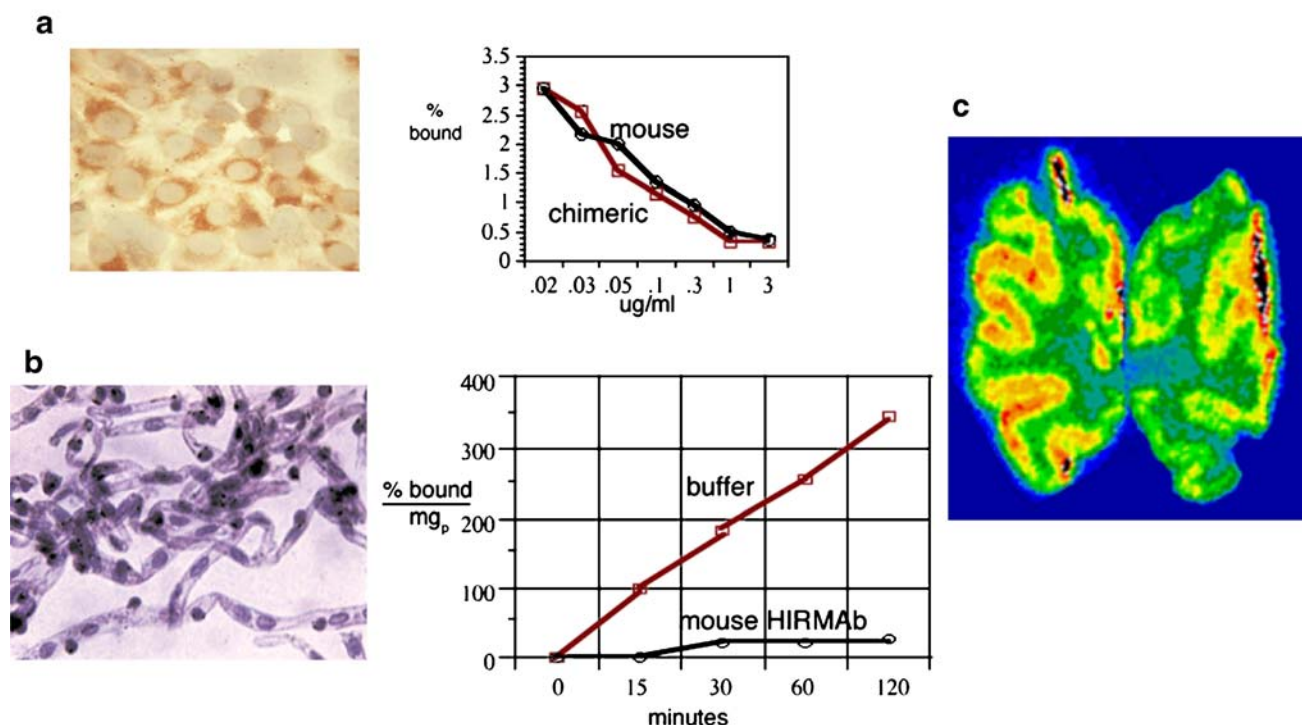 a
3.5
3
2.5
2
1.5
1
0.5
0
%
bound
mouse
chimeric
.02 .03 .05 .1 .3 1 3
ug/ml
b
400
300
200
100
0
% bound
mgp
buffer
mouse HIRMAb
0 15 30 60 120
minutes
c